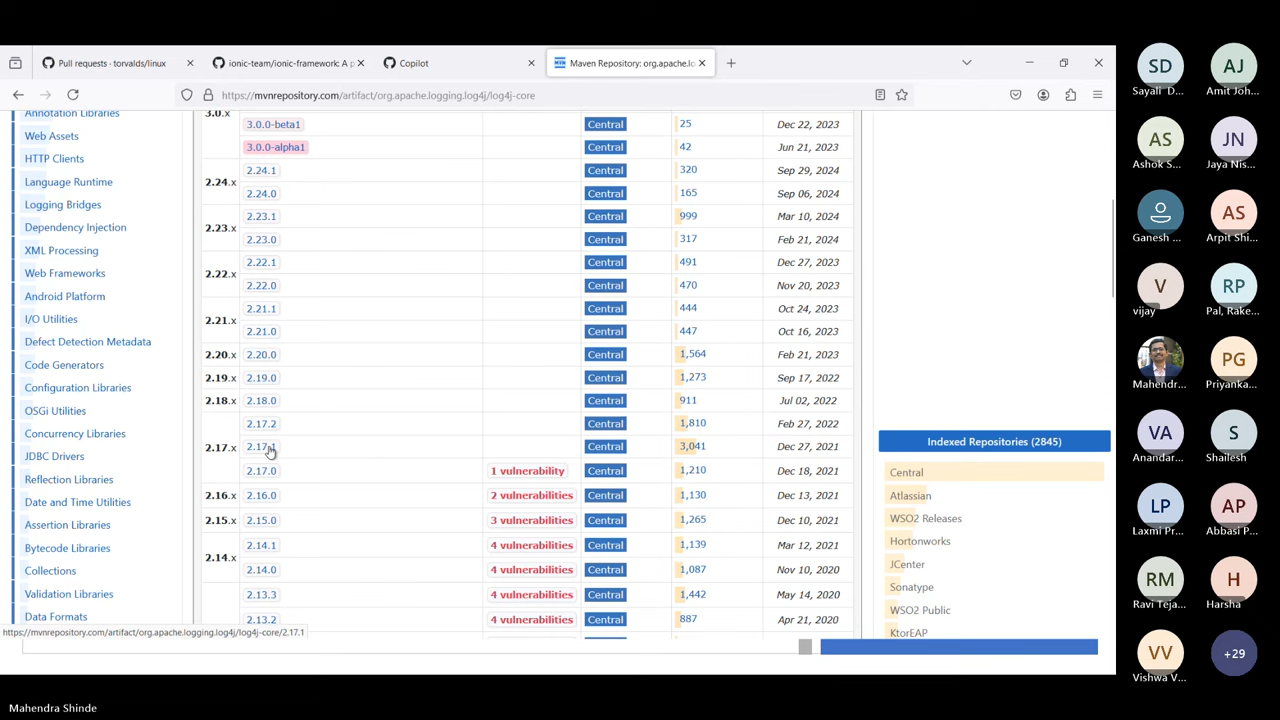 Pull requests · torvalds/linux
ionic-team/ionic-framework: A p
Copilot
Maven Repository: org.apache.lo
https://mvnrepository.com/artifact/org.apache.logging.log4j/log4j-core
Annotation Libraries
Web Assets
HTTP Clients
Language Runtime
Logging Bridges
Dependency Injection
XML Processing
Web Frameworks
Android Platform
I/O Utilities
Defect Detection Metadata
Code Generators
Configuration Libraries
OSGi Utilities
Concurrency Libraries
JDBC Drivers
Reflection Libraries
Date and Time Utilities
Assertion Libraries
Bytecode Libraries
Collections
Validation Libraries
Data Formats
https://mvnrepository.com/artifact/org.apache.logging.log4j/log4j-core/2.17.1
3.0.x
3.0.0-beta1 Central 25 Dec 22, 2023
3.0.0-alpha1 Central 42 Jun 21, 2023
2.24.x
2.24.1 Central 320 Sep 29, 2024
2.24.0 Central 165 Sep 06, 2024
2.23.x
2.23.1 Central 999 Mar 10, 2024
2.23.0 Central 317 Feb 21, 2024
2.22.x
2.22.1 Central 491 Dec 27, 2023
2.22.0 Central 470 Nov 20, 2023
2.21.x
2.21.1 Central 444 Oct 24, 2023
2.21.0 Central 447 Oct 16, 2023
2.20.x 2.20.0 Central 1,564 Feb 21, 2023
2.19.x 2.19.0 Central 1,273 Sep 17, 2022
2.18.x 2.18.0 Central 911 Jul 02, 2022
2.17.x
2.17.2 Central 1,810 Feb 27, 2022
2.17.1 Central 3,041 Dec 27, 2021
2.17.0 1 vulnerability Central 1,210 Dec 18, 2021
2.16.x 2.16.0 2 vulnerabilities Central 1,130 Dec 13, 2021
2.15.x 2.15.0 3 vulnerabilities Central 1,265 Dec 10, 2021
2.14.x
2.14.1 4 vulnerabilities Central 1,139 Mar 12, 2021
2.14.0 4 vulnerabilities Central 1,087 Nov 10, 2020
2.13.3 4 vulnerabilities Central 1,442 May 14, 2020
2.13.2 4 vulnerabilities Central 887 Apr 21, 2020
Indexed Repositories (2845)
Central
Atlassian
WSO2 Releases
Hortonworks
JCenter
Sonatype
WSO2 Public
KtorEAP
SD AJ
Sayali D... Amit Joh...
AS JN
Ashok S... Jaya Nis...
AS
Ganesh ... Arpit Shi...
V RP
vijay Pal, Rake...
PG
Mahendr... Priyanka...
VA S
Anandar... Shailesh
LP AP
Laxmi Pr... Abbasi P...
RM H
Ravi Teja... Harsha
VV +29
Vishwa V...
Mahendra Shinde